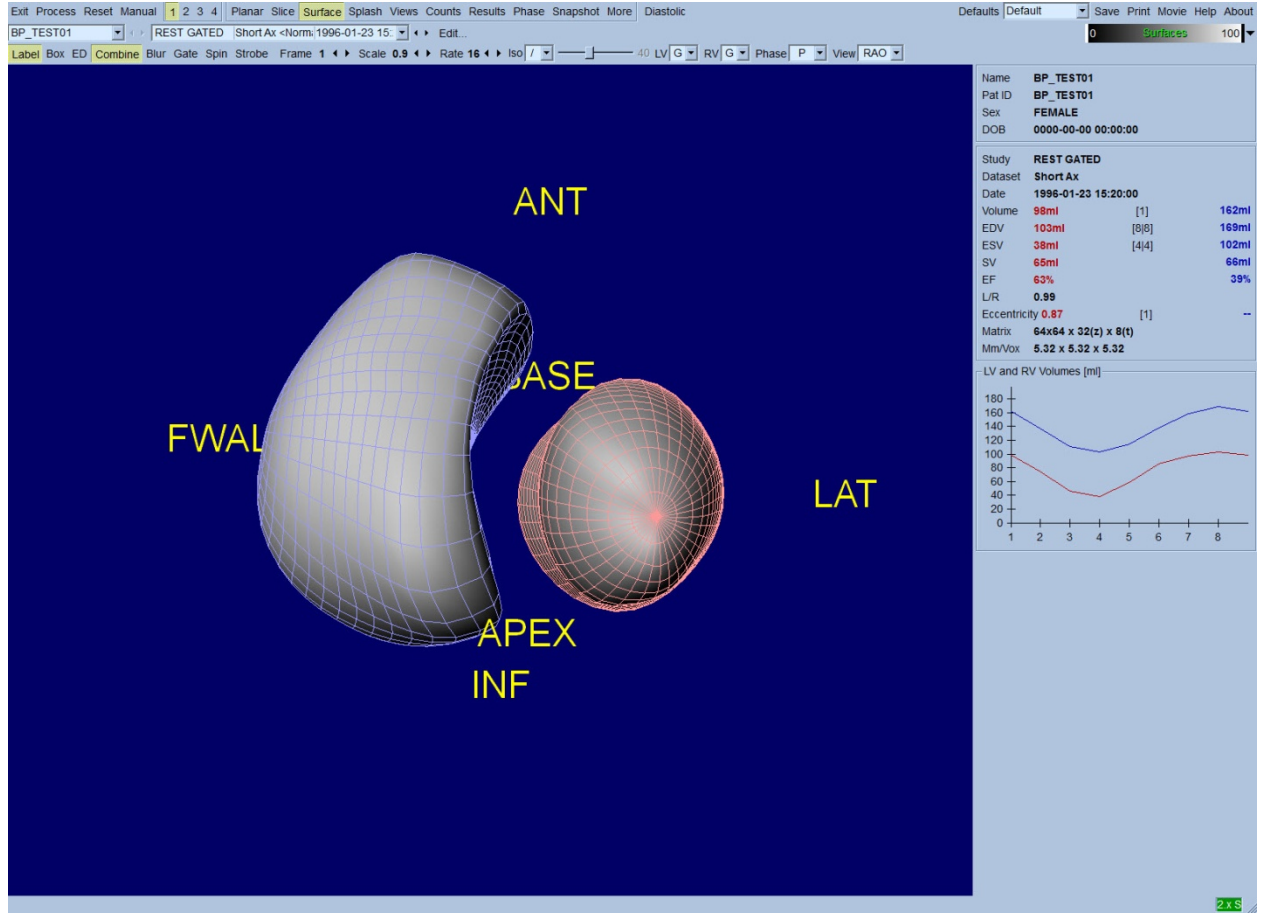 Exit Process Reset Manual 1 2 3 4 Planar Slice Surface Splash Views Counts Results Phase Snapshot More Diastolic Defaults Default Save Print Movie Help About
BP_TEST01 REST GATED Short Ax <Norm 1996-01-23 15: Edit... 0 Surfaces 100
Label Box ED Combine Blur Gate Spin Strobe Frame 1 Scale 0.9 Rate 16 Iso / 40 LV G RV G Phase P View RAO
ANT
BASE
FWAL
LAT
APEX
INF
Name BP_TEST01
Pat ID BP_TEST01
Sex FEMALE
DOB 0000-00-00 00:00:00
Study REST GATED
Dataset Short Ax
Date 1996-01-23 15:20:00
Volume 98ml [1] 162ml
EDV 103ml [8|8] 169ml
ESV 38ml [4|4] 102ml
SV 65ml 66ml
EF 63% 39%
L/R 0.99
Eccentricity 0.87 [1] --
Matrix 64x64 x 32(z) x 8(t)
Mm/Vox 5.32 x 5.32 x 5.32
LV and RV Volumes [ml]
180
160
140
120
100
80
60
40
20
0
1 2 3 4 5 6 7 8
2.x S